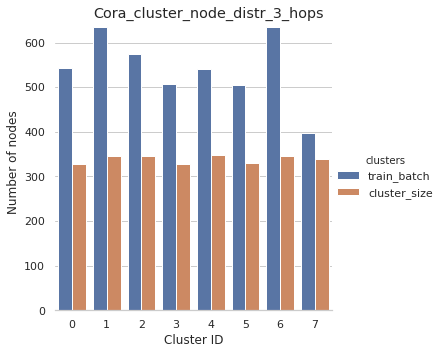 Cora_cluster_node_distr_3_hops
600
500
400
300
200
100
0
Number of nodes
0 1 2 3 4 5 6 7
Cluster ID
clusters
train_batch
cluster_size